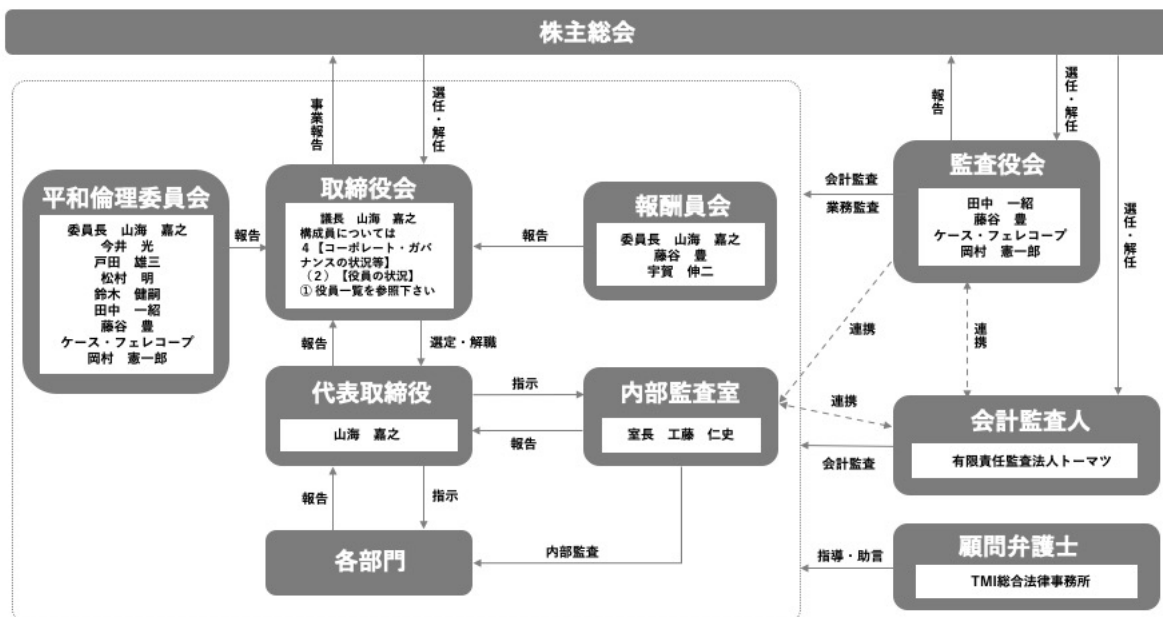 株主総会
事業報告
選任・解任
報告
選任・解任
選任・解任
平和倫理委員会
委員長 山海 嘉之
今井 光
戸田 雄三
松村 明
鈴木 健嗣
田中 一紹
藤谷 豊
ケース・フェレコープ
岡村 憲一郎
報告
取締役会
議長 山海 嘉之
構成員については
4【コーポレート・ガバ
ナンスの状況等】
(2)【役員の状況】
① 役員一覧を参照下さい
報告
報酬員会
委員長 山海 嘉之
藤谷 豊
宇賀 伸二
会計監査
業務監査
監査役会
田中 一紹
藤谷 豊
ケース・フェレコープ
岡村 憲一郎
報告
選定・解職
連携
連携
代表取締役
山海 嘉之
指示
報告
内部監査室
室長 工藤 仁史
連携
会計監査
会計監査人
有限責任監査法人トーマツ
報告
指示
各部門
内部監査
指導・助言
顧問弁護士
TMI総合法律事務所